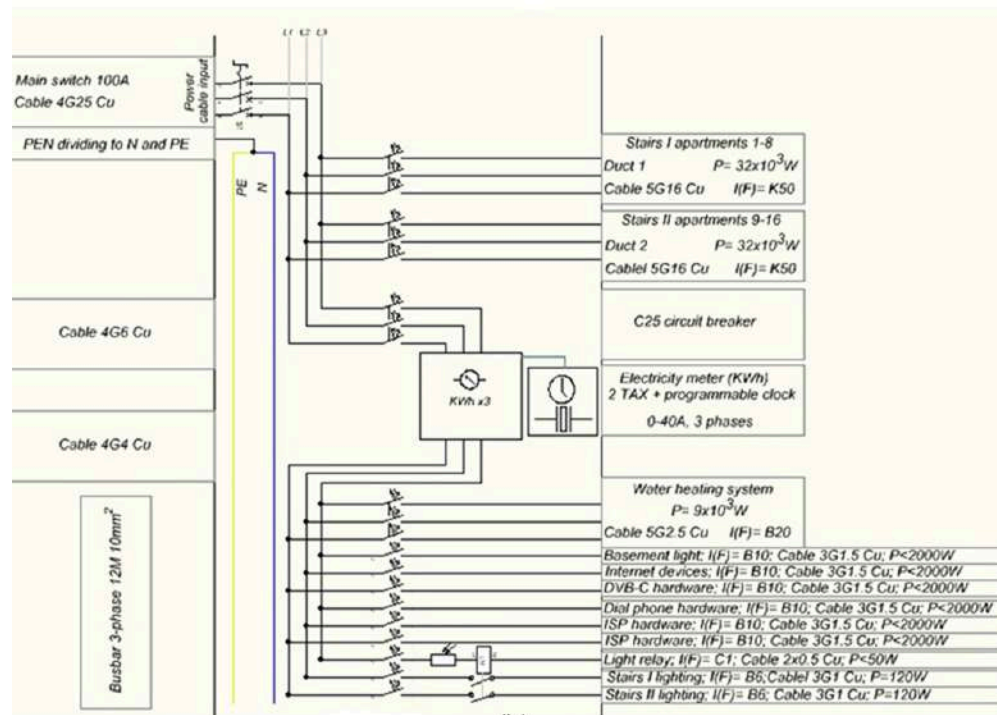 L1 L2 L3
Main switch 100A
Cable 4G25 Cu
Power
cable input
PEN dividing to N and PE
PE
N
Stairs I apartments 1-8
Duct 1 P= 32x10³W
Cable 5G16 Cu I(F)= K50
Stairs II apartments 9-16
Duct 2 P= 32x10³W
Cablel 5G16 Cu I(F)= K50
Cable 4G6 Cu
C25 circuit breaker
KWh x3
Electricity meter (KWh)
2 TAX + programmable clock
0-40A, 3 phases
Cable 4G4 Cu
Busbar 3-phase 12M 10mm²
Water heating system
P= 9x10³W
Cable 5G2.5 Cu I(F)= B20
Basement light; I(F)= B10; Cable 3G1.5 Cu; P<2000W
Internet devices; I(F)= B10; Cable 3G1.5 Cu; P<2000W
DVB-C hardware; I(F)= B10; Cable 3G1.5 Cu; P<2000W
Dial phone hardware; I(F)= B10; Cable 3G1.5 Cu; P<2000W
ISP hardware; I(F)= B10; Cable 3G1.5 Cu; P<2000W
ISP hardware; I(F)= B10; Cable 3G1.5 Cu; P<2000W
Light relay; I(F)= C1; Cable 2x0.5 Cu; P<50W
Stairs I lighting; I(F)= B6;Cablel 3G1 Cu; P=120W
Stairs II lighting; I(F)= B6; Cable 3G1 Cu; P=120W